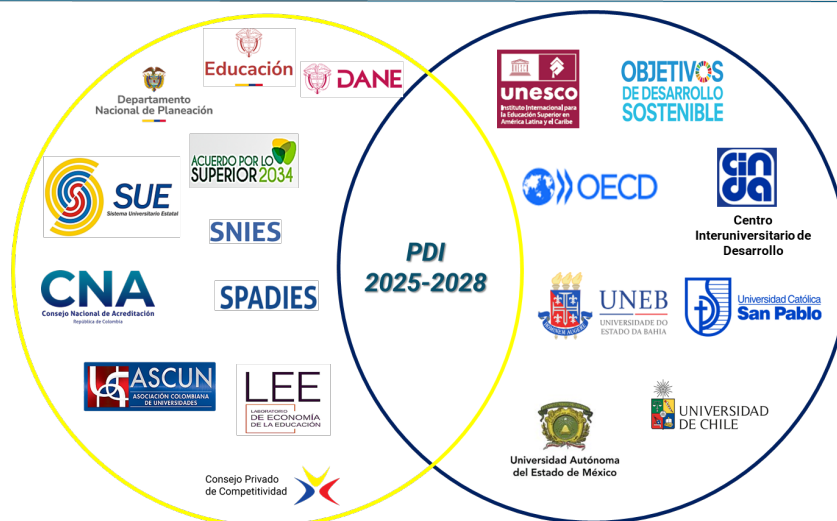 Educación
DANE
Departamento
Nacional de Planeación
ACUERDO POR LO
SUPERIOR 2034
SUE
Sistema Universitario Estatal
SNIES
CNA
Consejo Nacional de Acreditación
República de Colombia
SPADIES
ASCUN
ASOCIACIÓN COLOMBIANA
DE UNIVERSIDADES
LEE
LABORATORIO
DE ECONOMÍA
DE LA EDUCACIÓN
Consejo Privado
de Competitividad
PDI
2025-2028
unesco
Instituto Internacional para
la Educación Superior en
América Latina y el Caribe
OBJETIVOS
DE DESARROLLO
SOSTENIBLE
OECD
cinda
Centro
Interuniversitario de
Desarrollo
UNEB
UNIVERSIDADE DO
ESTADO DA BAHIA
Universidad Católica
San Pablo
Universidad Autónoma
del Estado de México
UNIVERSIDAD
DE CHILE